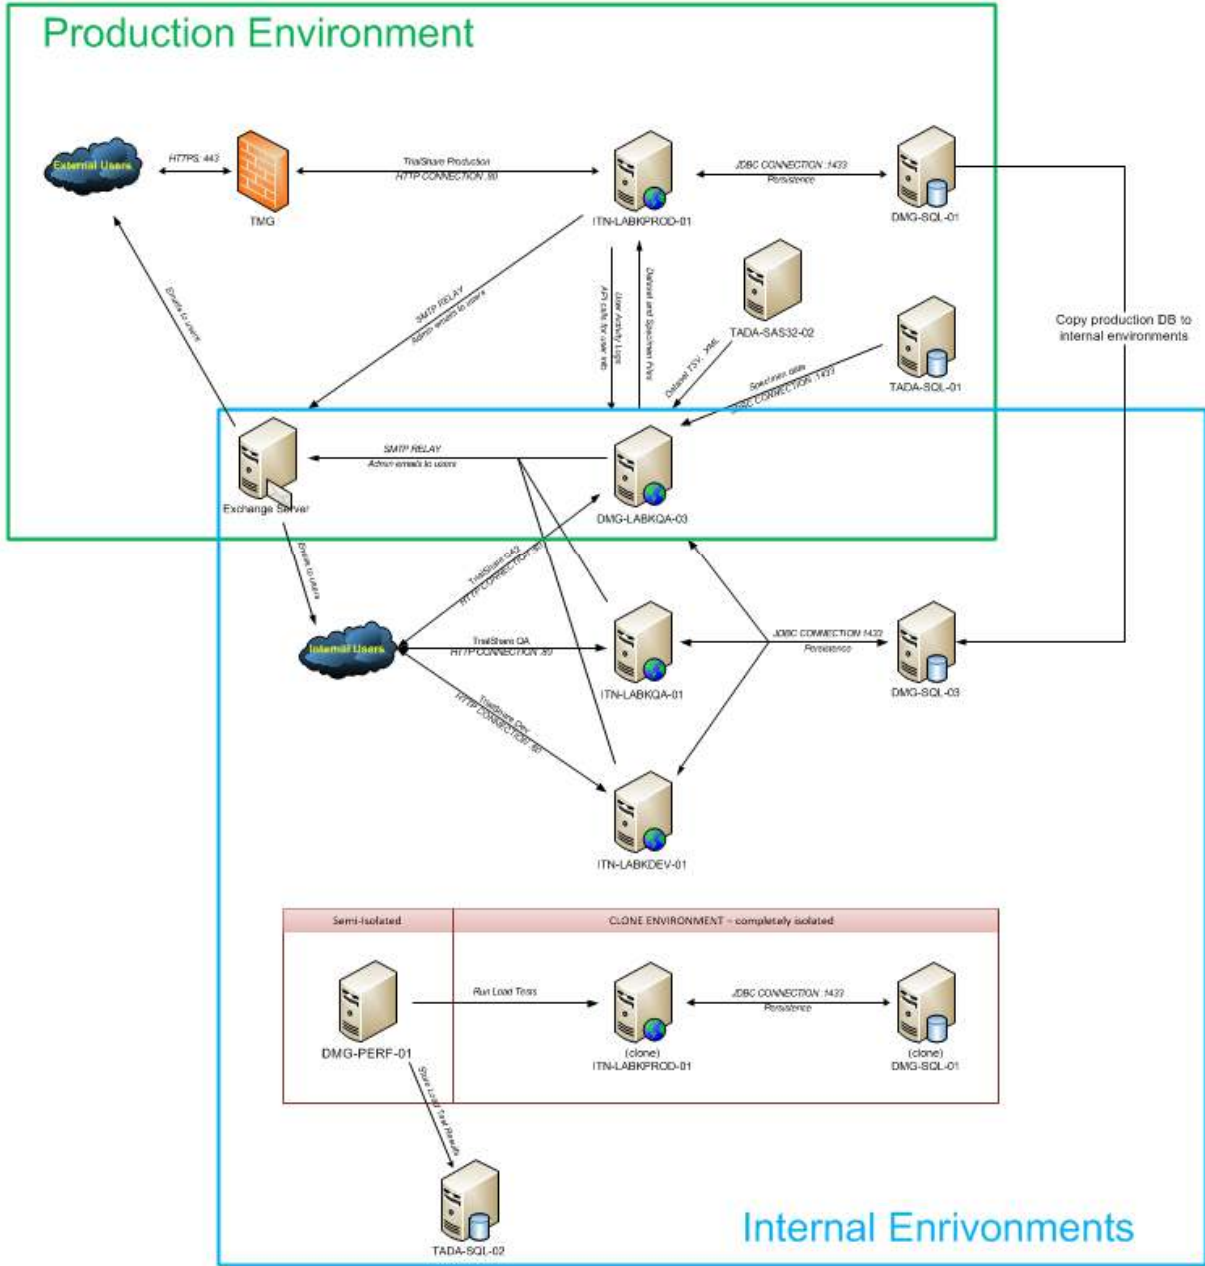 Production Environment
External Users
HTTPS: 443
TMG
TrialShare Production
HTTP CONNECTION :80
ITN-LABKPROD-01
JDBC CONNECTION :1433
Persistence
DMG-SQL-01
Emails to users
SMTP RELAY
Admin emails to users
User Activity Logs
API calls for user info
Dataset and Specimen Files
TADA-SAS32-02
Dataset TSV, .XML
Specimen data
JDBC CONNECTION :1433
TADA-SQL-01
Copy production DB to
internal environments
Exchange Server
SMTP RELAY
Admin emails to users
DMG-LABKQA-03
Emails to users
TrialShare
HTTP CONNECTION
Internal Users
TrialShare QA
HTTP CONNECTION :80
ITN-LABKQA-01
JDBC CONNECTION 1433
Persistence
DMG-SQL-03
TrialShare Dev
HTTP CONNECTION :80
ITN-LABKDEV-01
Semi-Isolated
CLONE ENVIRONMENT – completely isolated
DMG-PERF-01
Run Load Tests
(clone)
ITN-LABKPROD-01
JDBC CONNECTION :1433
Persistence
(clone)
DMG-SQL-01
Store Load Test Results
TADA-SQL-02
Internal Enrivonments